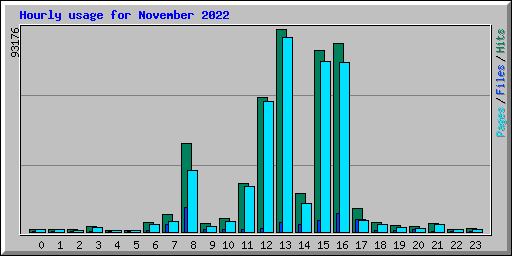 Hourly usage for November 2022
93176
Pages/Files/Hits
0 1 2 3 4 5 6 7 8 9 10 11 12 13 14 15 16 17 18 19 20 21 22 23